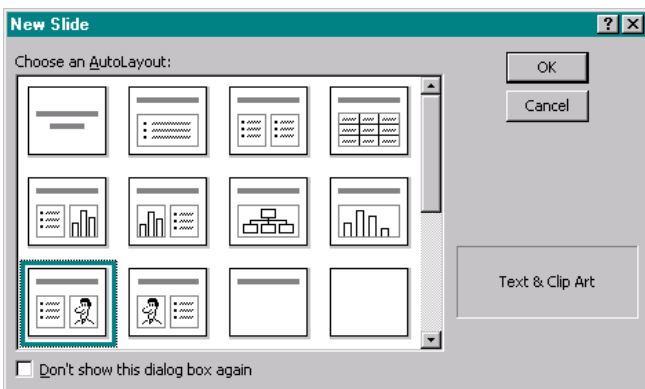 New Slide
Choose an AutoLayout:
OK
Cancel
Text & Clip Art
Don't show this dialog box again